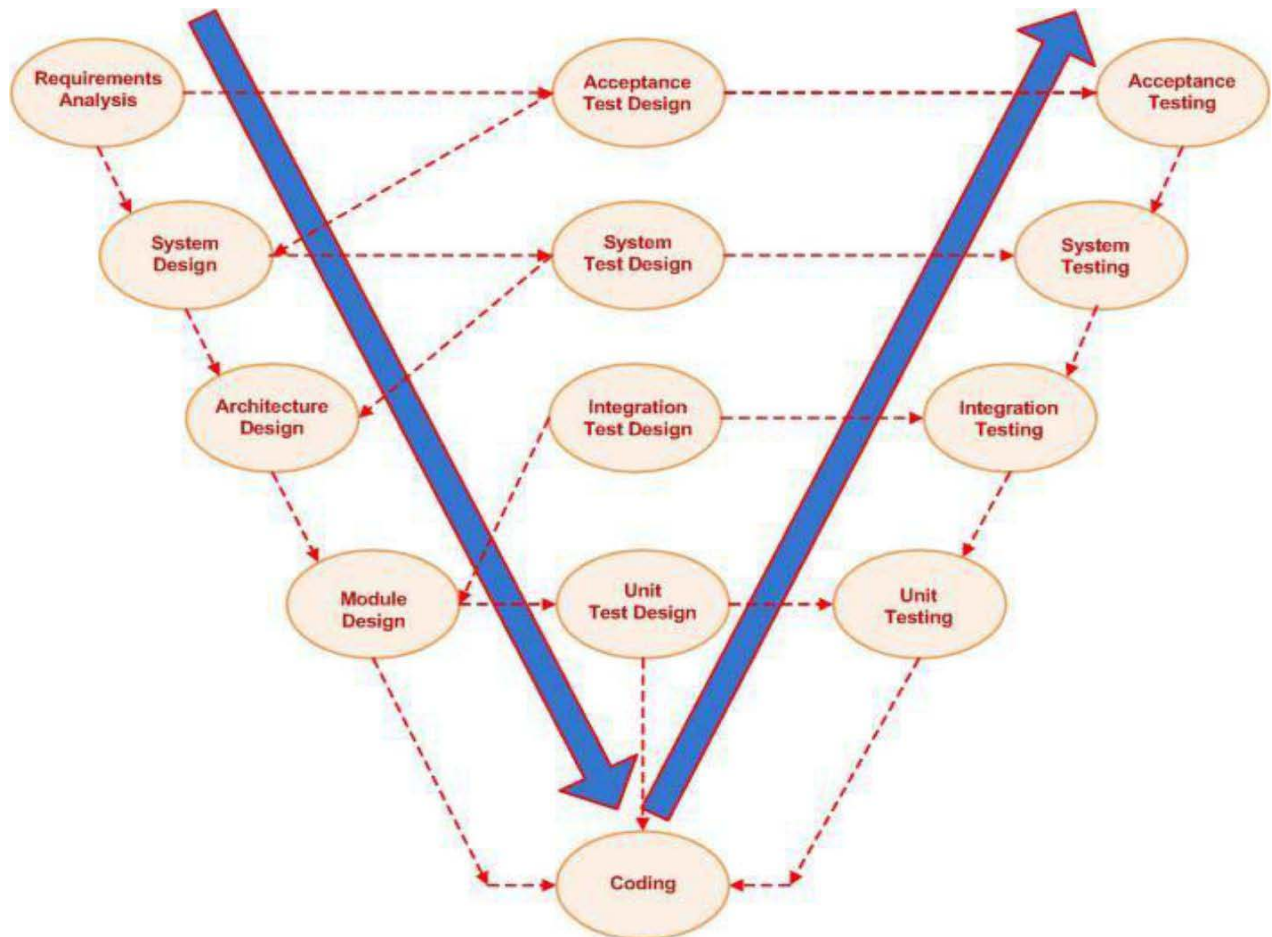 Requirements
Analysis
Acceptance
Test Design
Acceptance
Testing
System
Design
System
Test Design
System
Testing
Architecture
Design
Integration
Test Design
Integration
Testing
Module
Design
Unit
Test Design
Unit
Testing
Coding